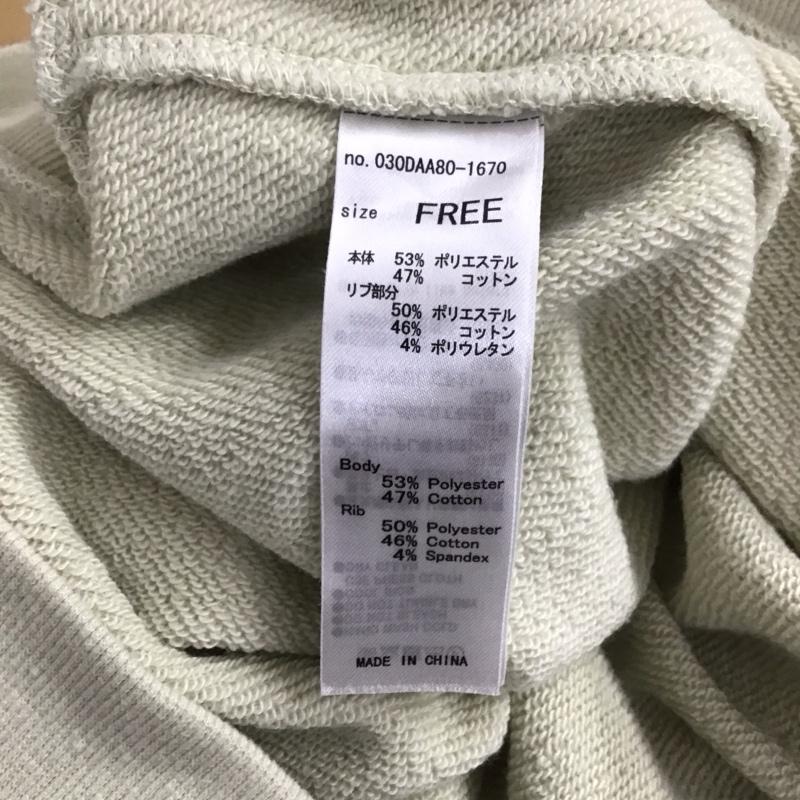 no. 030DAA80-1670
size FREE
本体 53% ポリエステル
47% コットン
リブ部分
50% ポリエステル
46% コットン
4% ポリウレタン
Body
53% Polyester
47% Cotton
Rib
50% Polyester
46% Cotton
4% Spandex
MADE IN CHINA